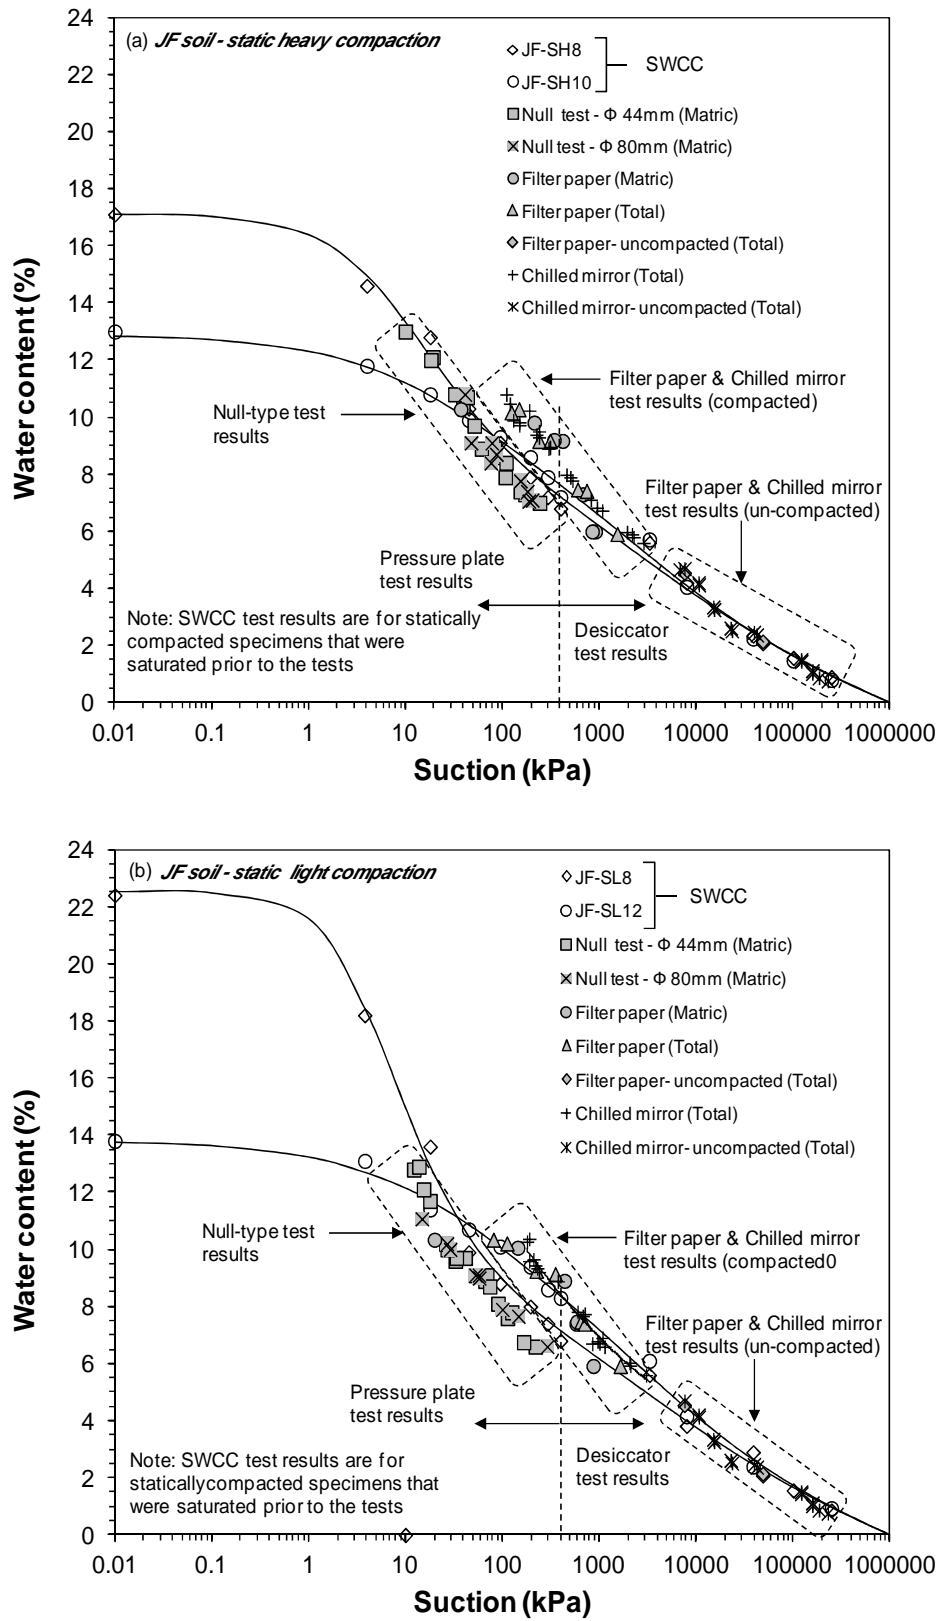 (a) JF soil - static heavy compaction
JF-SH8
JF-SH10
SWCC
Null test - Φ 44mm (Matric)
Null test - Φ 80mm (Matric)
Filter paper (Matric)
Filter paper (Total)
Filter paper- uncompacted (Total)
Chilled mirror (Total)
Chilled mirror- uncompacted (Total)
Filter paper & Chilled mirror
test results (compacted)
Null-type test
results
Filter paper & Chilled mirror
test results (un-compacted)
Pressure plate
test results
Desiccator
test results
Note: SWCC test results are for statically
compacted specimens that were
saturated prior to the tests
Water content (%)
24
22
20
18
16
14
12
10
8
6
4
2
0
0.01 0.1 1 10 100 1000 10000 100000 1000000
Suction (kPa)
(b) JF soil - static light compaction
JF-SL8
JF-SL12
SWCC
Null test - Φ 44mm (Matric)
Null test - Φ 80mm (Matric)
Filter paper (Matric)
Filter paper (Total)
Filter paper- uncompacted (Total)
Chilled mirror (Total)
Chilled mirror- uncompacted (Total)
Null-type test
results
Filter paper & Chilled mirror
test results (compacted0
Filter paper & Chilled mirror
test results (un-compacted)
Pressure plate
test results
Desiccator
test results
Note: SWCC test results are for
staticallycompacted specimens that
were saturated prior to the tests
Water content (%)
24
22
20
18
16
14
12
10
8
6
4
2
0
0.01 0.1 1 10 100 1000 10000 100000 1000000
Suction (kPa)